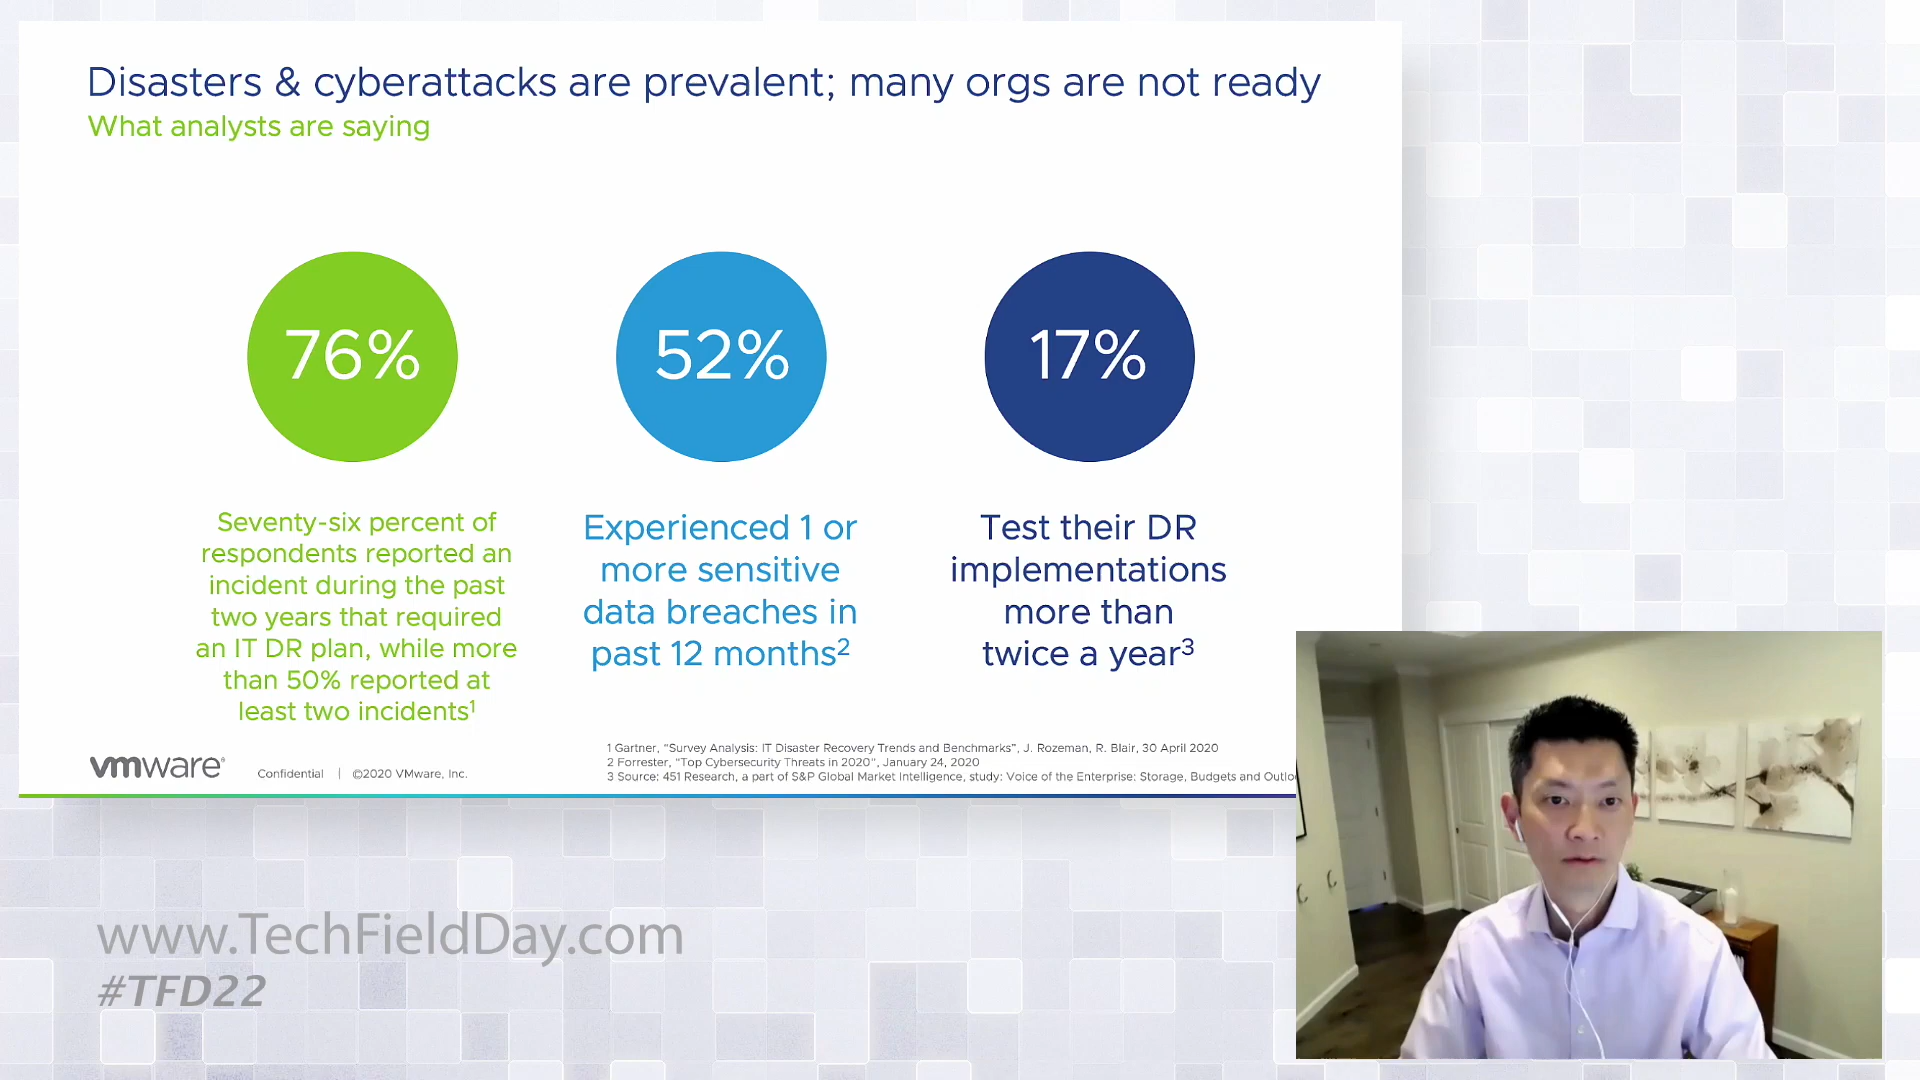 Disasters & cyberattacks are prevalent; many orgs are not ready
What analysts are saying
76%
52%
17%
Seventy-six percent of
respondents reported an
incident during the past
two years that required
an IT DR plan, while more
than 50% reported at
least two incidents¹
Experienced 1 or
more sensitive
data breaches in
past 12 months²
Test their DR
implementations
more than
twice a year³
vmware®
Confidential | ©2020 VMware, Inc.
1 Gartner, "Survey Analysis: IT Disaster Recovery Trends and Benchmarks", J. Rozeman, R. Blair, 30 April 2020
2 Forrester, "Top Cybersecurity Threats in 2020", January 24, 2020
3 Source: 451 Research, a part of S&P Global Market Intelligence, study: Voice of the Enterprise: Storage, Budgets and
www.TechFieldDay.com
#TFD22